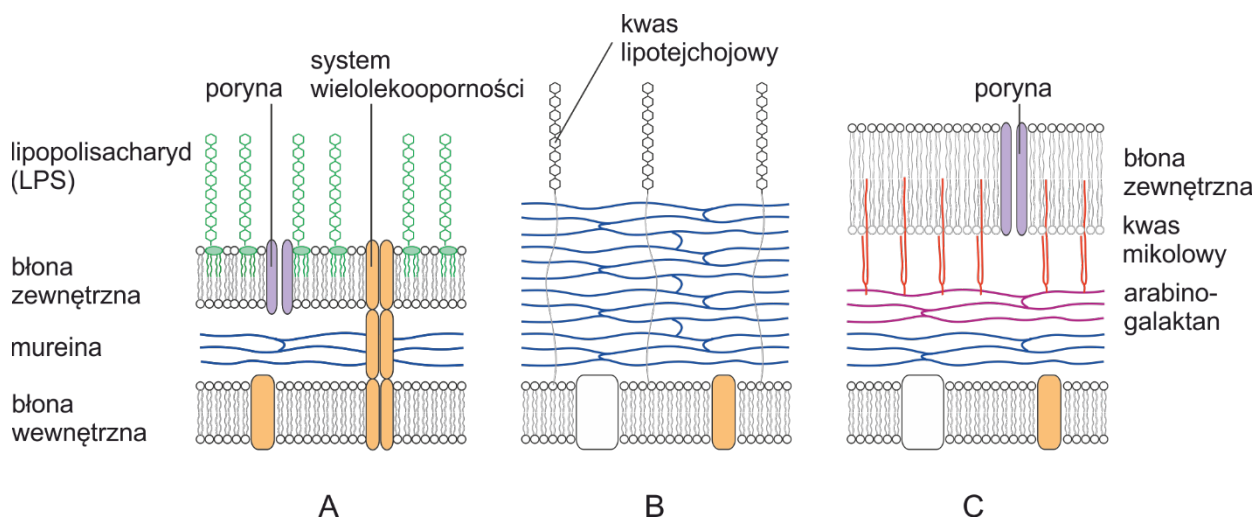 kwas
lipotejchojowy
system
wielolekooporności
poryna
poryna
lipopolisacharyd
(LPS)
błona
zewnętrzna
mureina
błona
wewnętrzna
błona
zewnętrzna
kwas
mikolowy
arabino-
galaktan
A
B
C